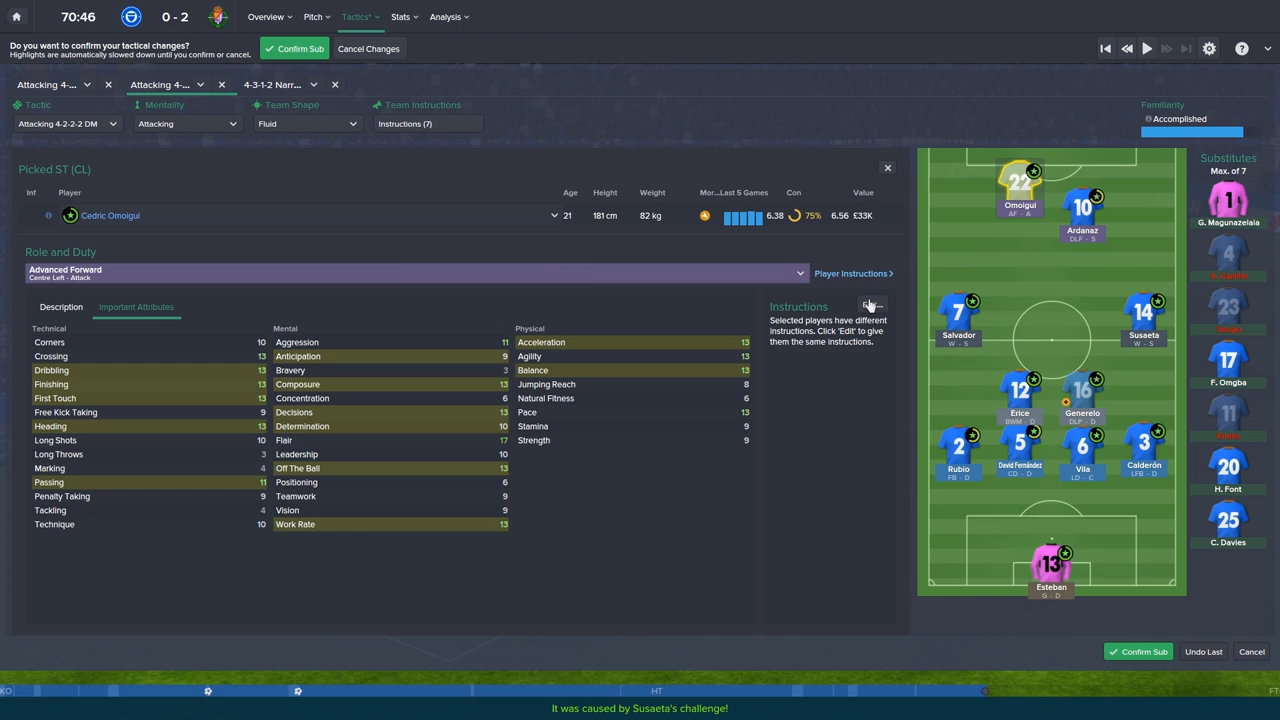 70:46
0 - 2
Overview
Pitch
Tactics*
Stats
Analysis
Do you want to confirm your tactical changes?
Highlights are automatically slowed down until you confirm or cancel.
Confirm Sub
Cancel Changes
Attacking 4-...
Attacking 4-...
4-3-1-2 Narr...
Tactic
Mentality
Team Shape
Team Instructions
Familiarity
Attacking 4-2-2-2 DM
Attacking
Fluid
Instructions (7)
Accomplished
Picked ST (CL)
Inf
Player
Age
Height
Weight
Mor...
Last 5 Games
Con
Value
Cedric Omoigui
21
181 cm
82 kg
6.38
75%
6.56
£33K
Role and Duty
Advanced Forward
Centre Left - Attack
Player Instructions
Description
Important Attributes
Technical
Corners 10
Crossing 13
Dribbling 13
Finishing 13
First Touch 13
Free Kick Taking 9
Heading 13
Long Shots 10
Long Throws 3
Marking 4
Passing 11
Penalty Taking 9
Tackling 4
Technique 10
Mental
Aggression 11
Anticipation 9
Bravery 3
Composure 13
Concentration 6
Decisions 13
Determination 10
Flair 17
Leadership 10
Off The Ball 13
Positioning 6
Teamwork 9
Vision 9
Work Rate 13
Physical
Acceleration 13
Agility 13
Balance 13
Jumping Reach 8
Natural Fitness 6
Pace 13
Stamina 9
Strength 9
Instructions
Selected players have different
instructions. Click 'Edit' to give
them the same instructions.
22
Omoigui
AF - A
10
Ardanaz
DLF - S
7
Salvador
W - S
14
Susaeta
W - S
12
Erice
BWM - D
16
Generelo
DLP - D
2
Rubio
FB - D
5
David Fernández
CD - D
6
Vila
LD - C
3
Calderón
LFB - D
13
Esteban
G - D
Substitutes
Max. of 7
1
G. Magunazelaia
4
23
17
F. Omgba
11
20
H. Font
25
C. Davies
Confirm Sub
Undo Last
Cancel
KO
HT
FT
It was caused by Susaeta's challenge!